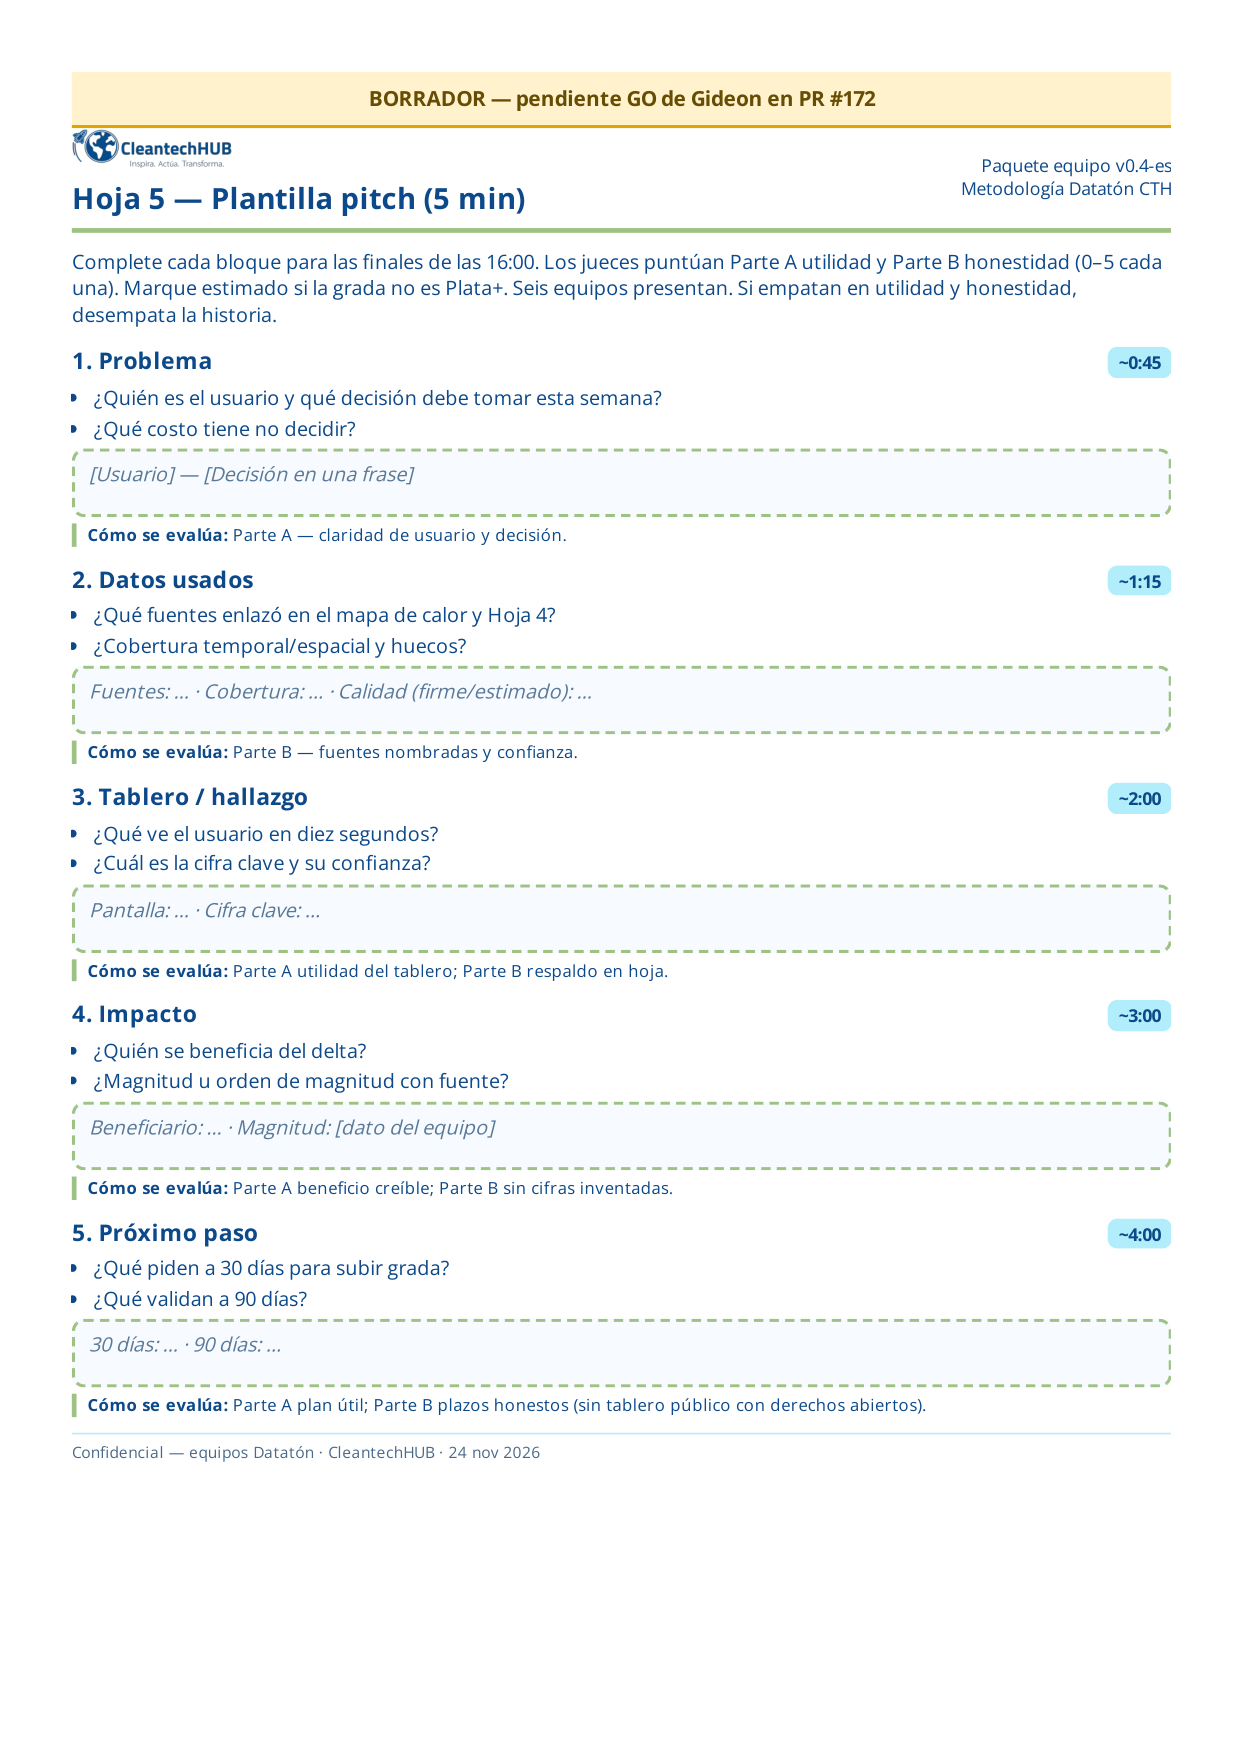 BORRADOR — pendiente GO de Gideon en PR #172
CleantechHUB
Inspira. Actúa. Transforma.
Paquete equipo v0.4-es
Metodología Datatón CTH
Hoja 5 — Plantilla pitch (5 min)
Complete cada bloque para las finales de las 16:00. Los jueces puntúan Parte A utilidad y Parte B honestidad (0–5 cada
una). Marque estimado si la grada no es Plata+. Seis equipos presentan. Si empatan en utilidad y honestidad,
desempata la historia.
1. Problema
~0:45
• ¿Quién es el usuario y qué decisión debe tomar esta semana?
• ¿Qué costo tiene no decidir?
[Usuario] — [Decisión en una frase]
Cómo se evalúa: Parte A — claridad de usuario y decisión.
2. Datos usados
~1:15
• ¿Qué fuentes enlazó en el mapa de calor y Hoja 4?
• ¿Cobertura temporal/espacial y huecos?
Fuentes: … · Cobertura: … · Calidad (firme/estimado): …
Cómo se evalúa: Parte B — fuentes nombradas y confianza.
3. Tablero / hallazgo
~2:00
• ¿Qué ve el usuario en diez segundos?
• ¿Cuál es la cifra clave y su confianza?
Pantalla: … · Cifra clave: …
Cómo se evalúa: Parte A utilidad del tablero; Parte B respaldo en hoja.
4. Impacto
~3:00
• ¿Quién se beneficia del delta?
• ¿Magnitud u orden de magnitud con fuente?
Beneficiario: … · Magnitud: [dato del equipo]
Cómo se evalúa: Parte A beneficio creíble; Parte B sin cifras inventadas.
5. Próximo paso
~4:00
• ¿Qué piden a 30 días para subir grada?
• ¿Qué validan a 90 días?
30 días: … · 90 días: …
Cómo se evalúa: Parte A plan útil; Parte B plazos honestos (sin tablero público con derechos abiertos).
Confidencial — equipos Datatón · CleantechHUB · 24 nov 2026